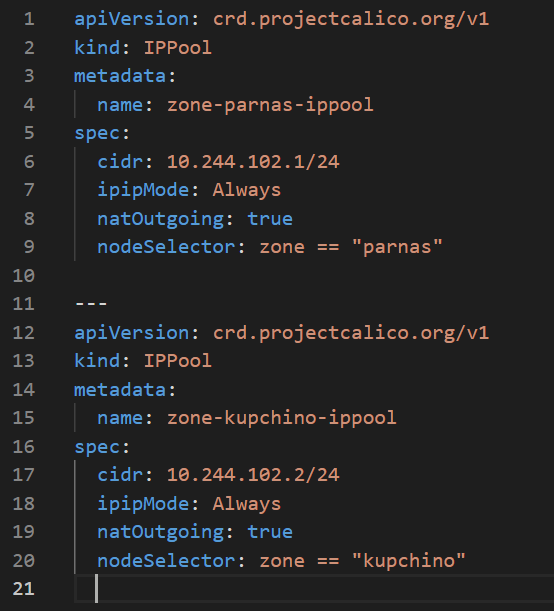 1 apiVersion: crd.projectcalico.org/v1
2 kind: IPPool
3 metadata:
4   name: zone-parnas-ippool
5 spec:
6   cidr: 10.244.102.1/24
7   ipipMode: Always
8   natOutgoing: true
9   nodeSelector: zone == "parnas"
10
11 ---
12 apiVersion: crd.projectcalico.org/v1
13 kind: IPPool
14 metadata:
15   name: zone-kupchino-ippool
16 spec:
17   cidr: 10.244.102.2/24
18   ipipMode: Always
19   natOutgoing: true
20   nodeSelector: zone == "kupchino"
21